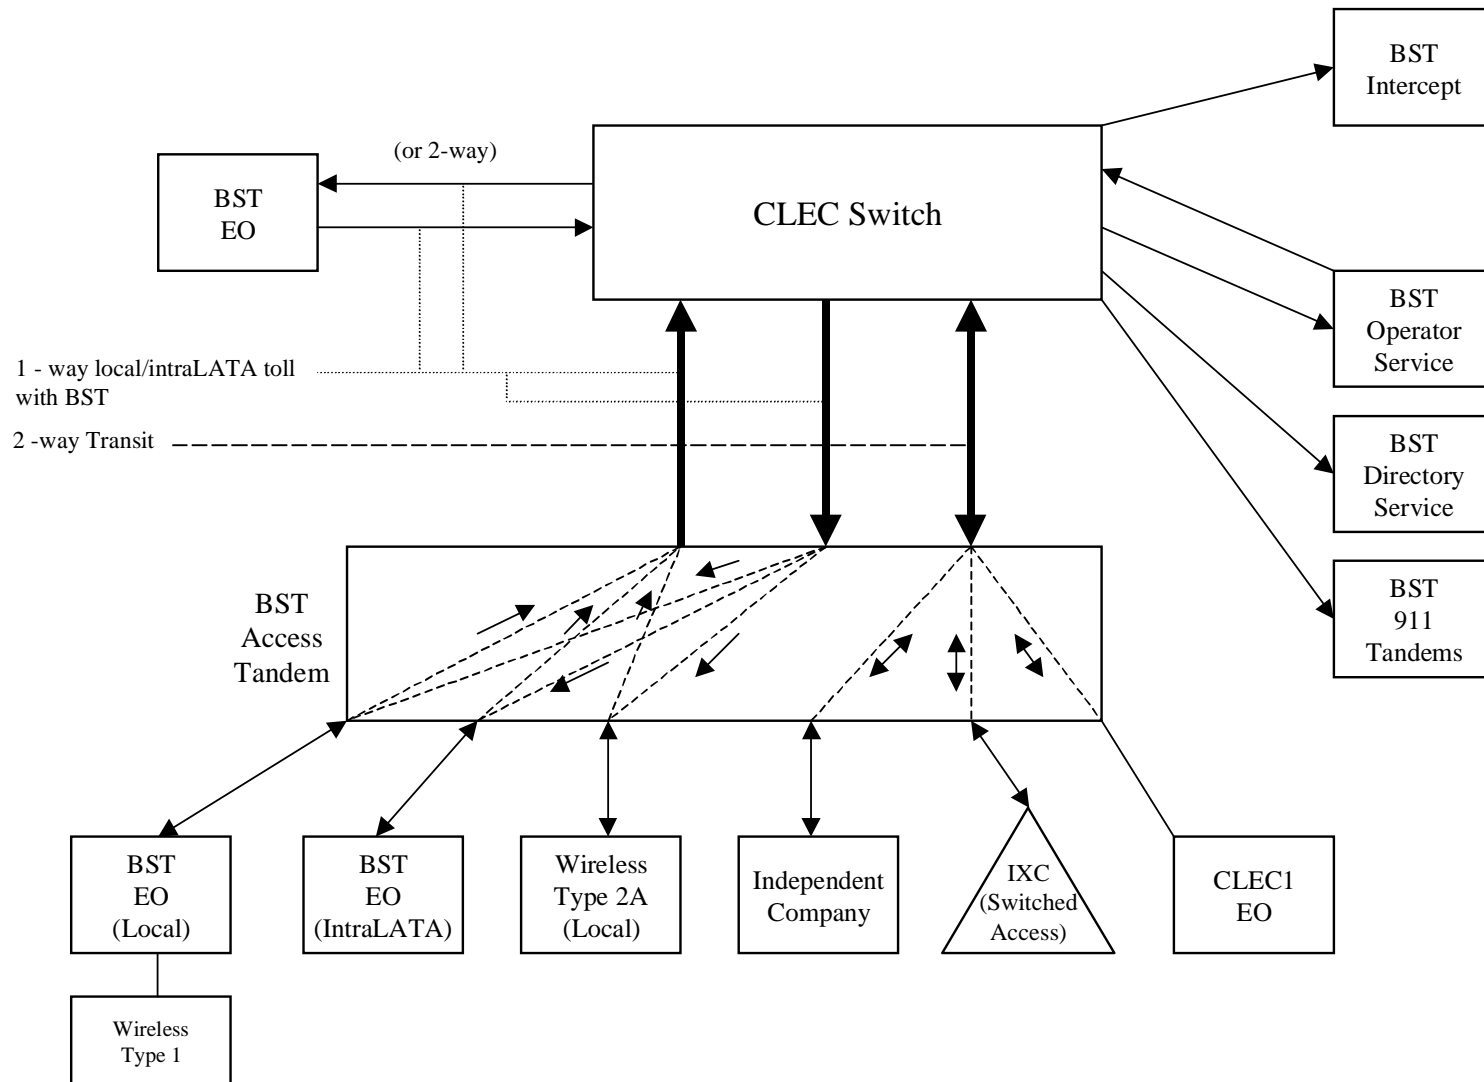 BST
Intercept
(or 2-way)
BST
EO
CLEC Switch
BST
Operator
Service
1 - way local/intraLATA toll
with BST
2 -way Transit
BST
Directory
Service
BST
911
Tandems
BST
Access
Tandem
BST
EO
(Local)
BST
EO
(IntraLATA)
Wireless
Type 2A
(Local)
Independent
Company
IXC
(Switched
Access)
CLEC1
EO
Wireless
Type 1